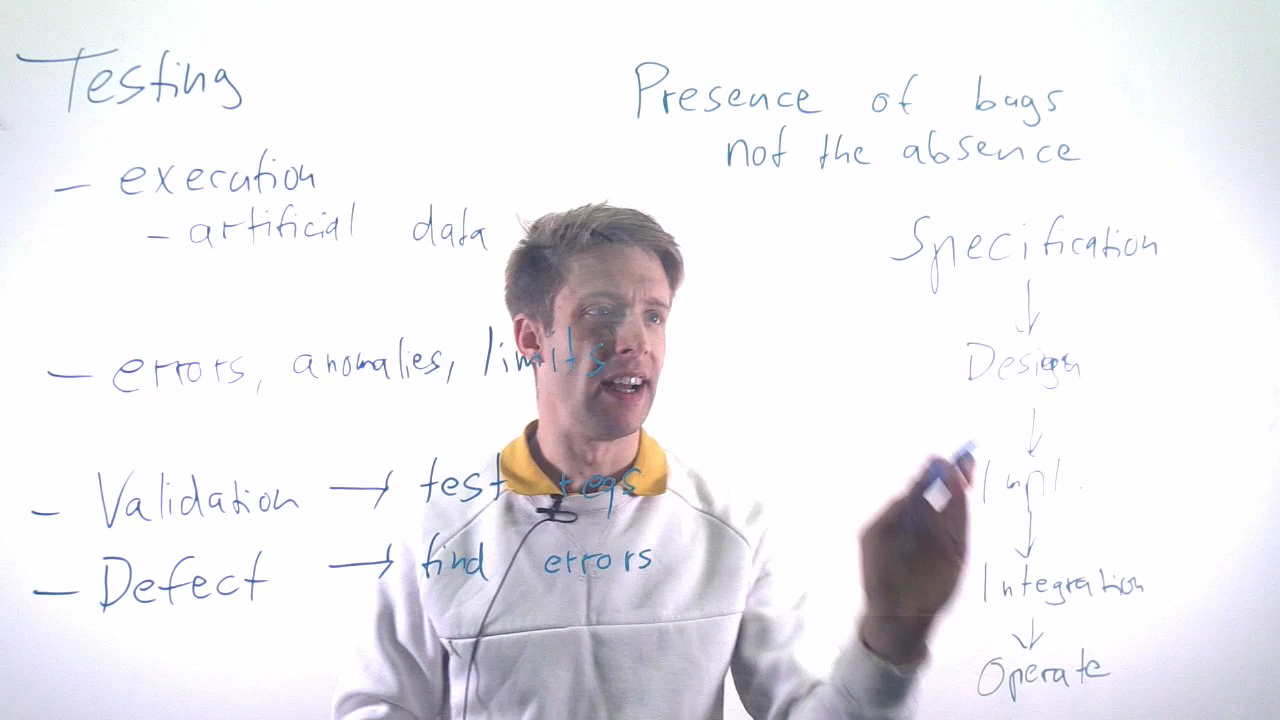 Testing
- execution
- artificial data
- errors, anomalies, limits
- Validation → test reqs
- Defect → find errors
Presence of bugs
not the absence
Specification
↓
Design
↓
Impl.
↓
Integration
↓
Operate